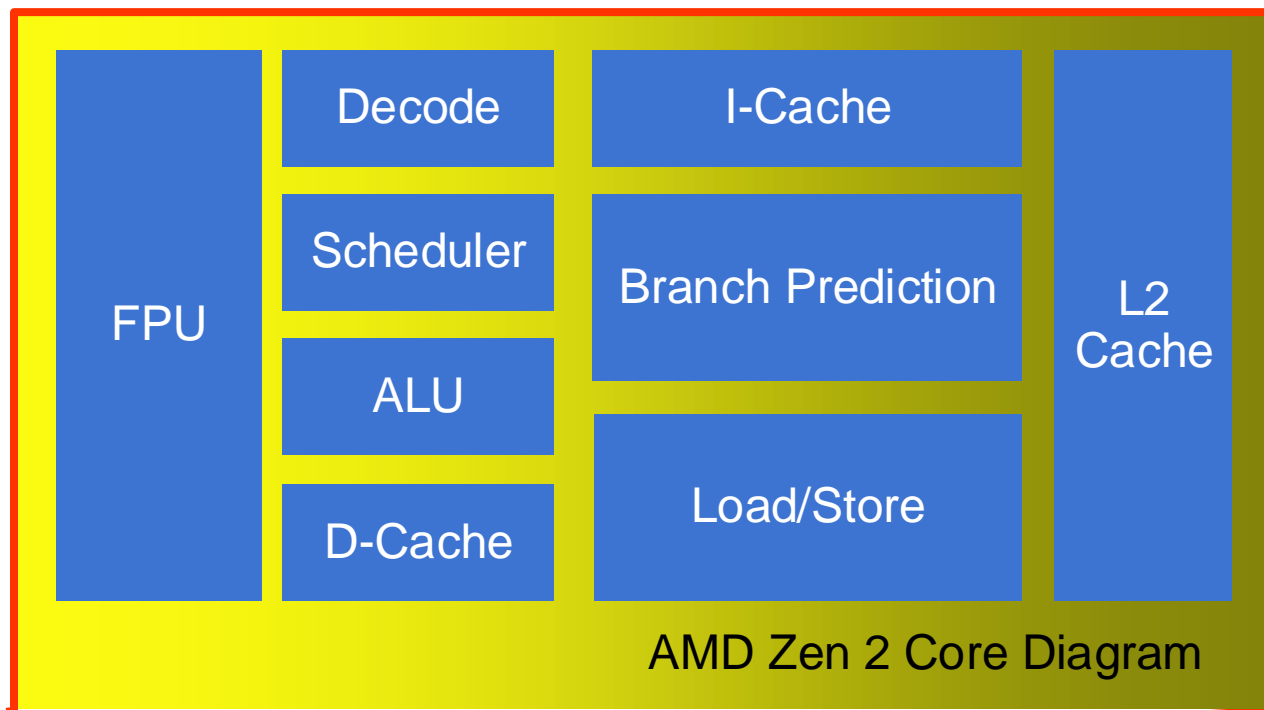 FPU
Decode
Scheduler
ALU
D-Cache
I-Cache
Branch Prediction
Load/Store
L2
Cache
AMD Zen 2 Core Diagram